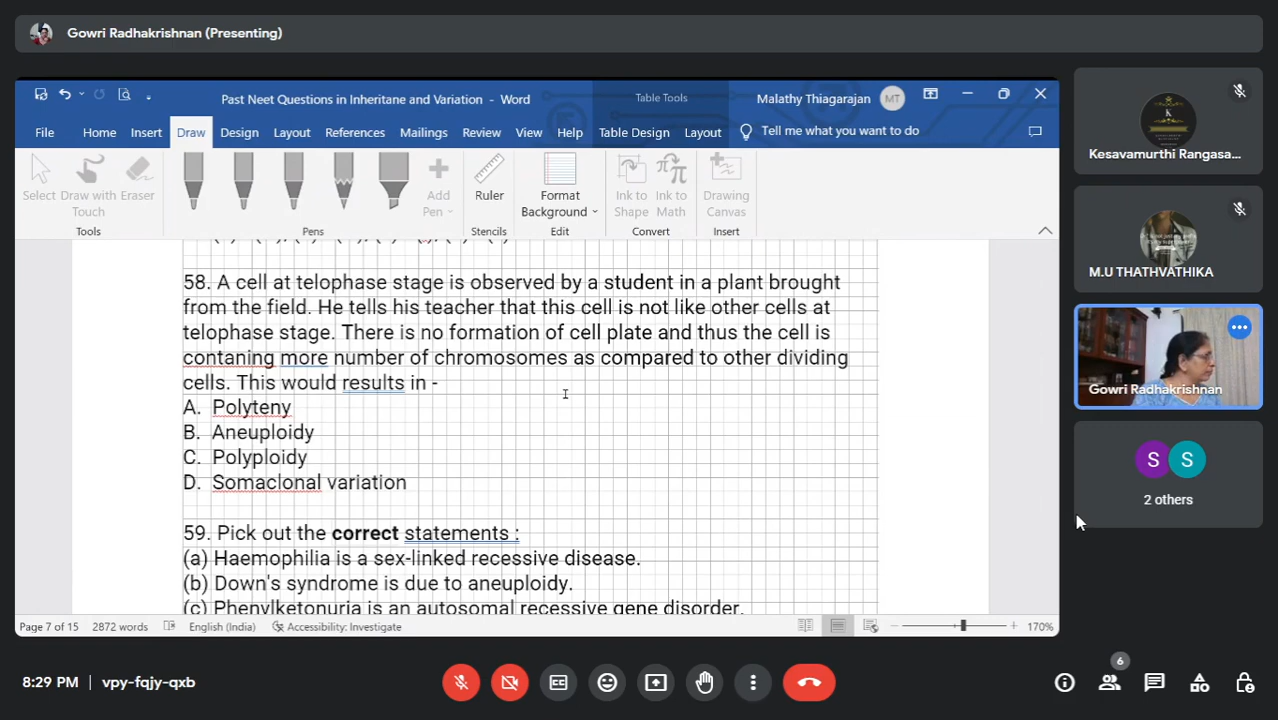 Gowri Radhakrishnan (Presenting)
Past Neet Questions in Inheritane and Variation - Word
Table Tools
Malathy Thiagarajan MT
File Home Insert Draw Design Layout References Mailings Review View Help Table Design Layout Tell me what you want to do
Select Draw with Touch Eraser
Add Pen
Ruler
Format Background
Ink to Shape Ink to Math
Drawing Canvas
Tools Pens Stencils Edit Convert Insert
58. A cell at telophase stage is observed by a student in a plant brought
from the field. He tells his teacher that this cell is not like other cells at
telophase stage. There is no formation of cell plate and thus the cell is
contaning more number of chromosomes as compared to other dividing
cells. This would results in -
A. Polyteny
B. Aneuploidy
C. Polyploidy
D. Somaclonal variation
59. Pick out the correct statements :
(a) Haemophilia is a sex-linked recessive disease.
(b) Down's syndrome is due to aneuploidy.
(c) Phenylketonuria is an autosomal recessive gene disorder.
Page 7 of 15 2872 words English (India) Accessibility: Investigate 170%
K
Kesavamurthi Rangasa...
M.U THATHVATHIKA
Gowri Radhakrishnan
S S
2 others
8:29 PM | vpy-fqjy-qxb
6